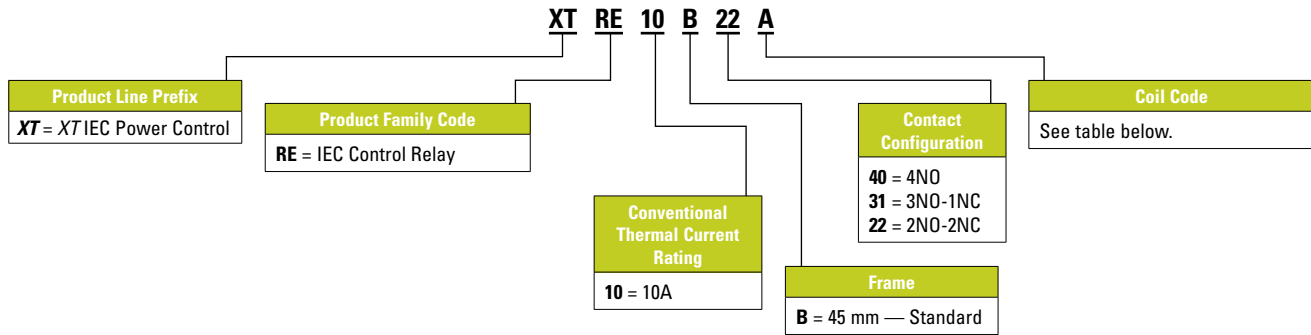 XT RE 10 B 22 A
Product Line Prefix
XT = XT IEC Power Control
Product Family Code
RE = IEC Control Relay
Conventional
Thermal Current
Rating
10 = 10A
Frame
B = 45 mm — Standard
Contact
Configuration
40 = 4NO
31 = 3NO-1NC
22 = 2NO-2NC
Coil Code
See table below.